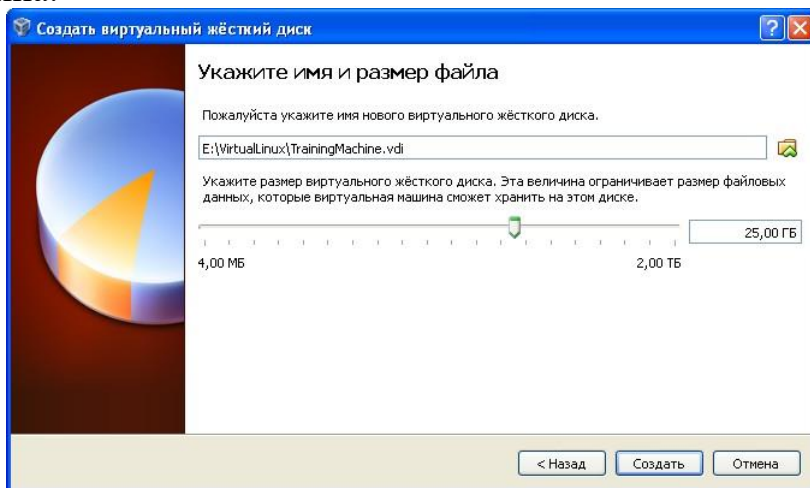 Создать виртуальный жёсткий диск
Укажите имя и размер файла
Пожалуйста укажите имя нового виртуального жёсткого диска.
E:\VirtualLinux\TrainingMachine.vdi
Укажите размер виртуального жёсткого диска. Эта величина ограничивает размер файловых
данных, которые виртуальная машина сможет хранить на этом диске.
25,00 ГБ
4,00 МБ 2,00 ТБ
< Назад Создать Отмена